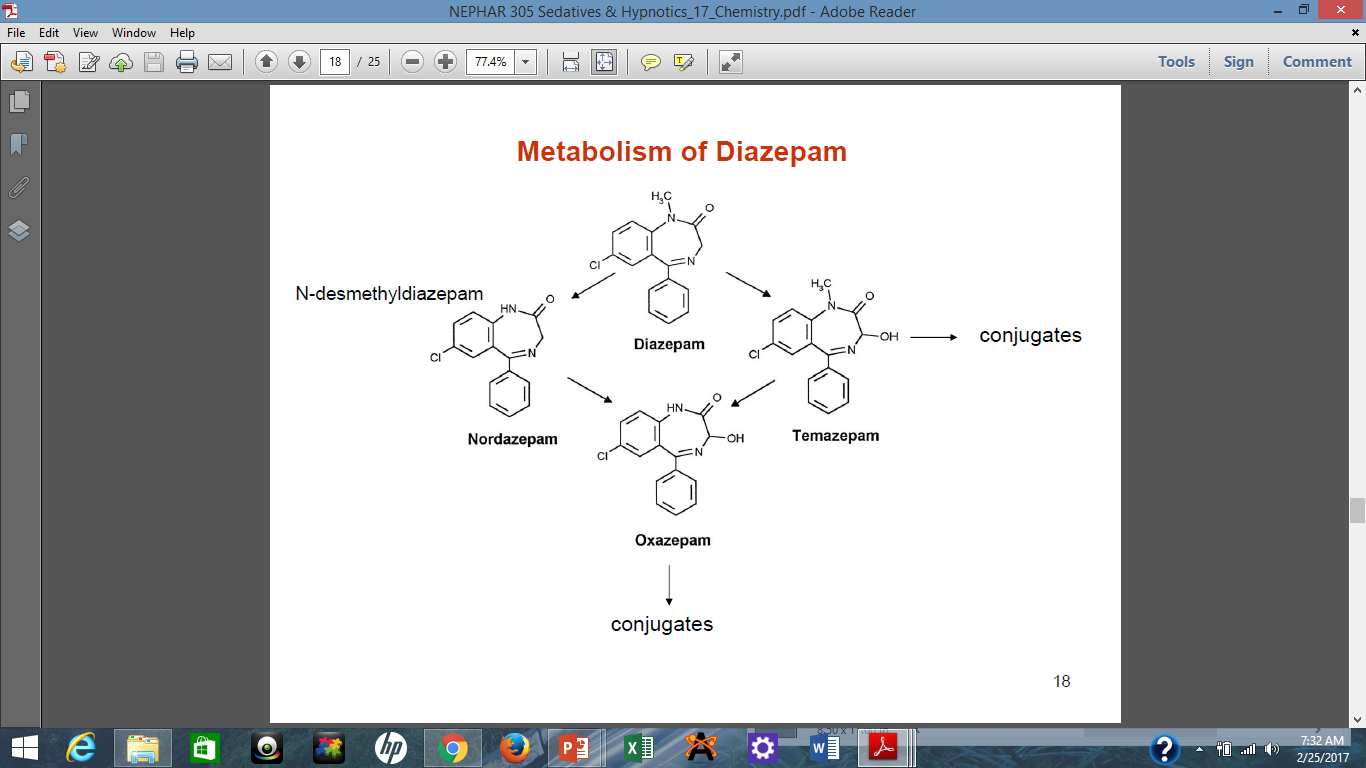 NEPHAR 305 Sedatives & Hypnotics_17_Chemistry.pdf - Adobe Reader
File Edit View Window Help
18 / 25 77.4% Tools Sign Comment
Metabolism of Diazepam
H3C
N
O
Cl
N
Diazepam
N-desmethyldiazepam
HN
O
Cl
N
Nordazepam
H3C
N
O
OH
Cl
N
Temazepam
conjugates
HN
O
OH
Cl
N
Oxazepam
conjugates
18
hp
7:32 AM
2/25/2017